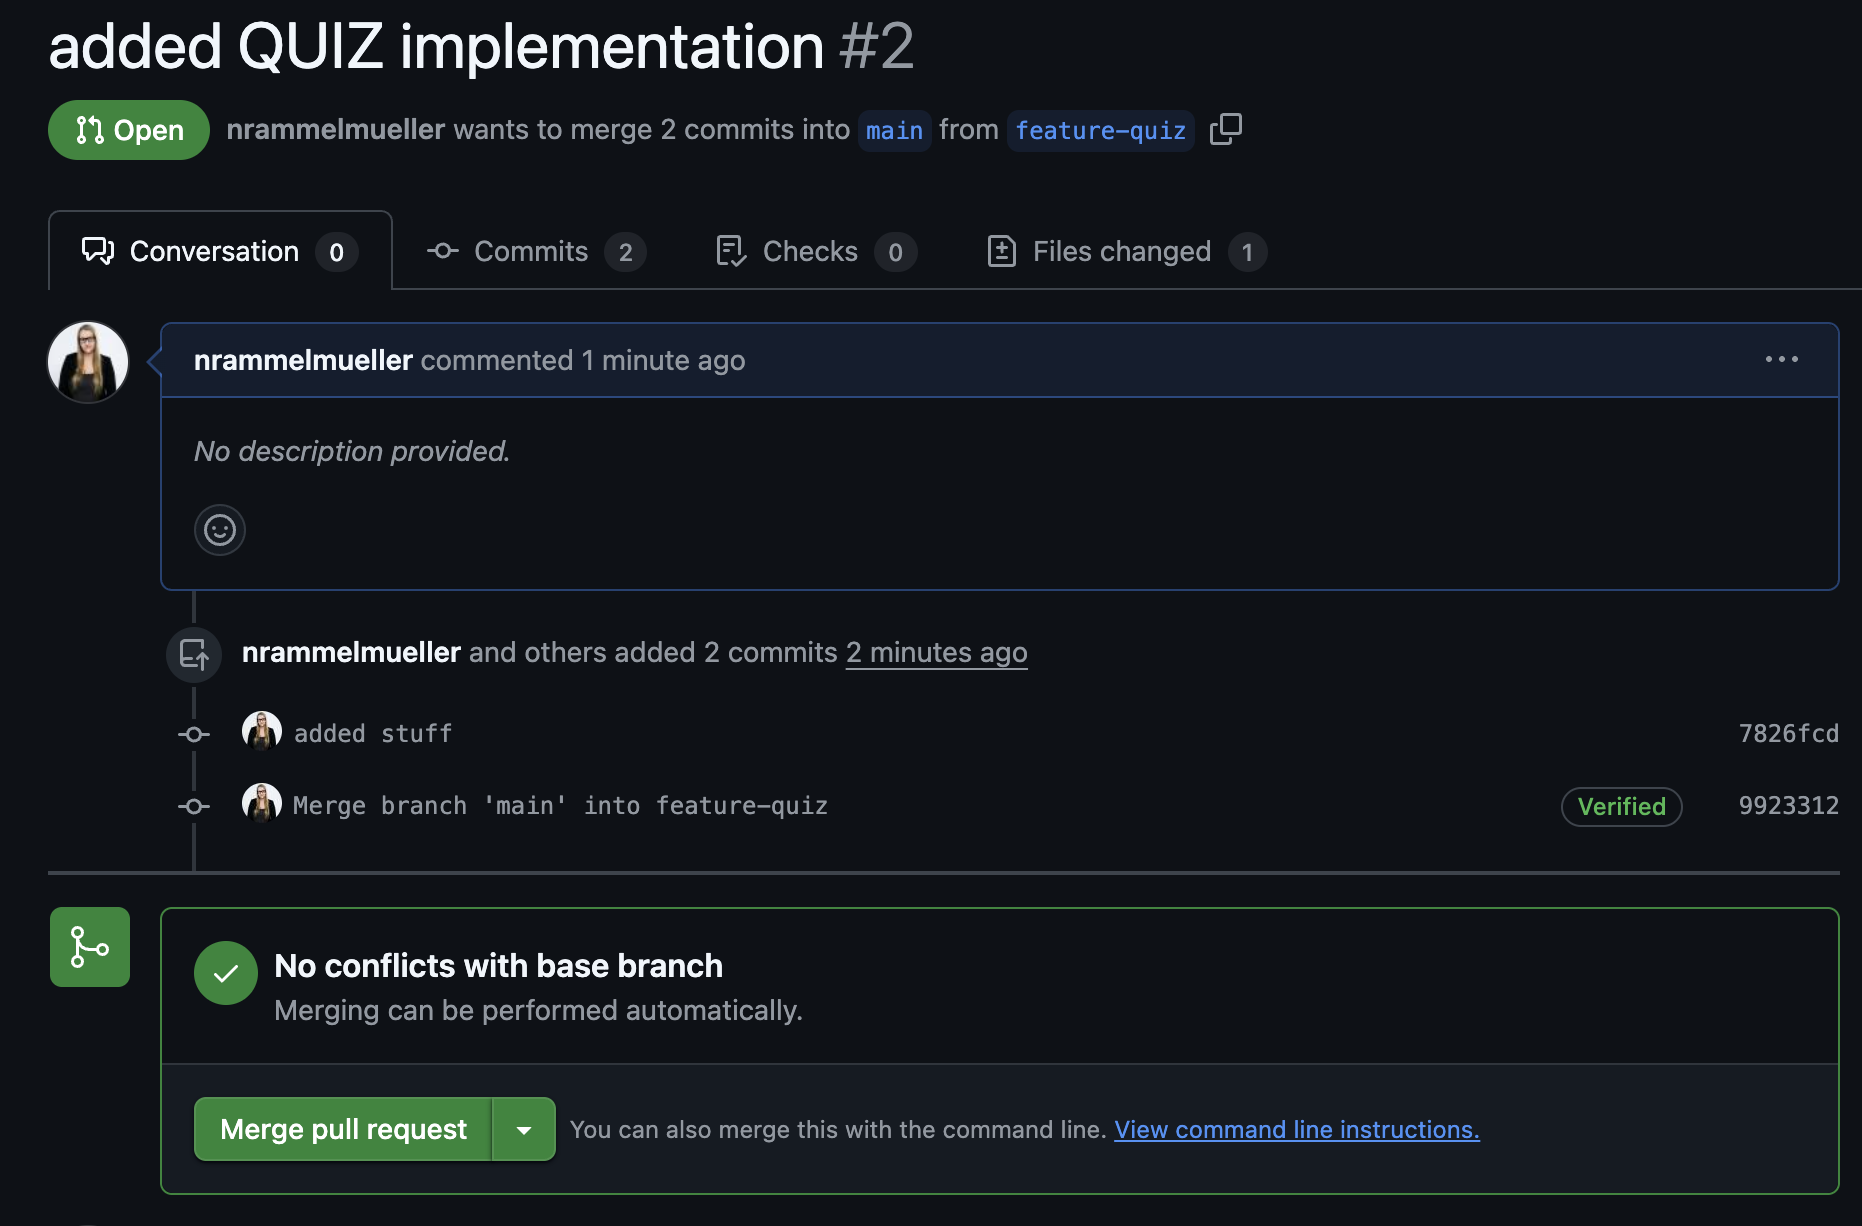 added QUIZ implementation #2
Open nrammelmueller wants to merge 2 commits into main from feature-quiz
Conversation 0 Commits 2 Checks 0 Files changed 1
nrammelmueller commented 1 minute ago
No description provided.
nrammelmueller and others added 2 commits 2 minutes ago
added stuff 7826fcd
Merge branch 'main' into feature-quiz Verified 9923312
No conflicts with base branch
Merging can be performed automatically.
Merge pull request You can also merge this with the command line. View command line instructions.